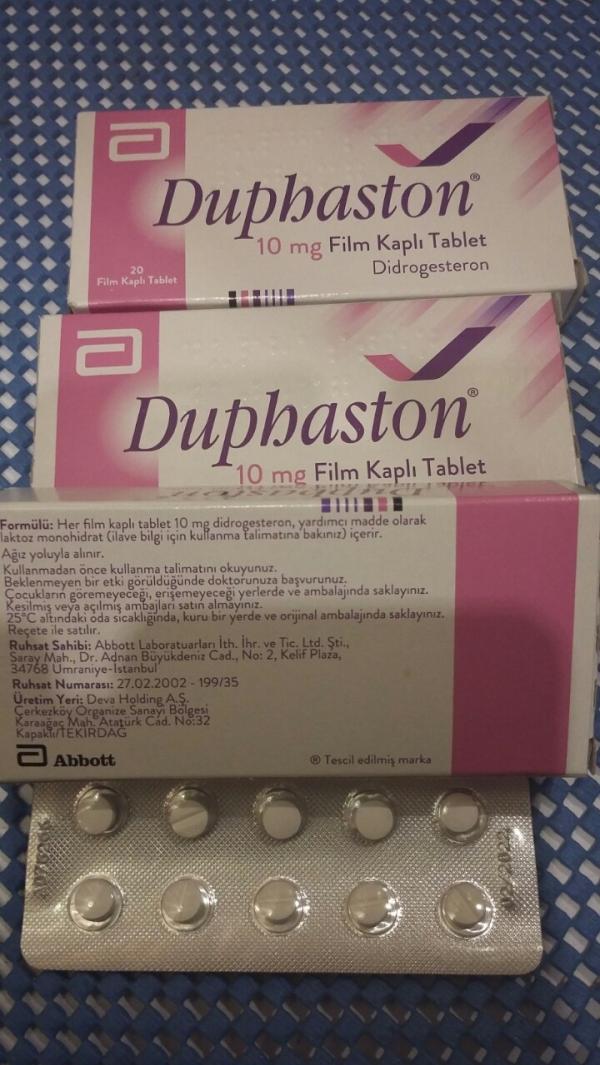 Duphaston®
10 mg Film Kaplı Tablet
Didrogesteron
20
Film Kaplı Tablet
Duphaston®
10 mg Film Kaplı Tablet
Formülü: Her film kaplı tablet 10 mg didrogesteron, yardımcı madde olarak
laktoz monohidrat (ilave bilgi için kullanma talimatına bakınız) içerir.
Ağız yoluyla alınır.
Kullanmadan önce kullanma talimatını okuyunuz.
Beklenmeyen bir etki görüldüğünde doktorunuza başvurunuz.
Çocukların göremeyeceği, erişemeyeceği yerlerde ve ambalajında saklayınız.
Kesilmiş veya açılmış ambajları satın almayınız.
25°C altındaki oda sıcaklığında, kuru bir yerde ve orijinal ambalajında saklayınız.
Reçete ile satılır.
Ruhsat Sahibi: Abbott Laboratuarları İth. İhr. ve Tic. Ltd. Şti.,
Saray Mah., Dr. Adnan Büyükdeniz Cad., No: 2, Kelif Plaza,
34768 Ümraniye-İstanbul
Ruhsat Numarası: 27.02.2002 - 199/35
Üretim Yeri: Deva Holding A.Ş.
Çerkezköy Organize Sanayi Bölgesi
Karaağaç Mah. Atatürk Cad. No:32
Kapaklı/TEKİRDAĞ
Abbott
® Tescil edilmiş marka
02/2022